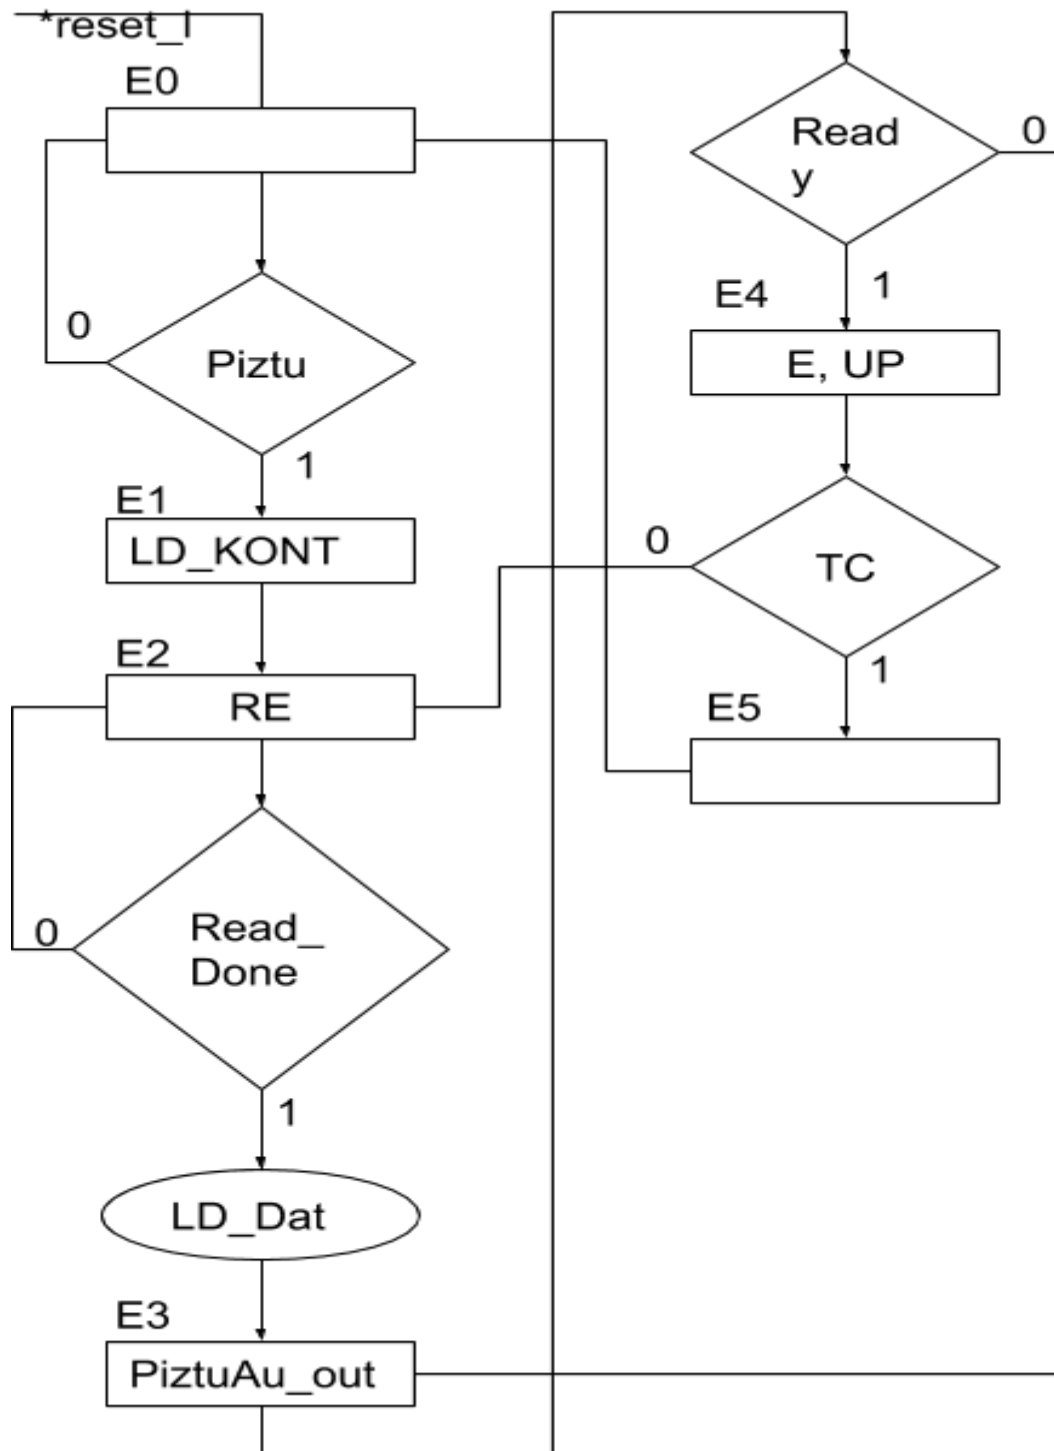 *reset_l
E0
0
Piztu
1
E1
LD_KONT
E2
RE
0
Read_
Done
1
LD_Dat
E3
PiztuAu_out
Read
y
0
1
E4
E, UP
0
TC
1
E5